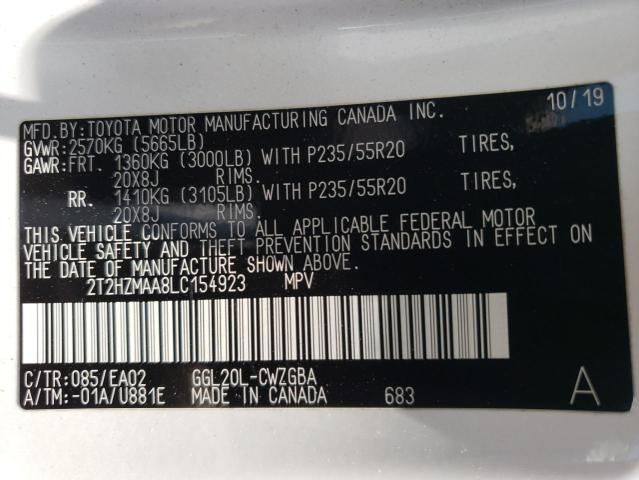 10/19
MFD.BY:TOYOTA MOTOR MANUFACTURING CANADA INC.
GVWR:2570KG (5665LB)
GAWR:FRT. 1360KG (3000LB) WITH P235/55R20 TIRES,
20X8J RIMS.
RR. 1410KG (3105LB) WITH P235/55R20 TIRES,
20X8J RIMS.
THIS VEHICLE CONFORMS TO ALL APPLICABLE FEDERAL MOTOR
VEHICLE SAFETY AND THEFT PREVENTION STANDARDS IN EFFECT ON
THE DATE OF MANUFACTURE SHOWN ABOVE.
2T2HZMAA8LC154923 MPV
C/TR:085/EA02 GGL20L-CWZGBA
A/TM:-01A/U881E MADE IN CANADA 683 A